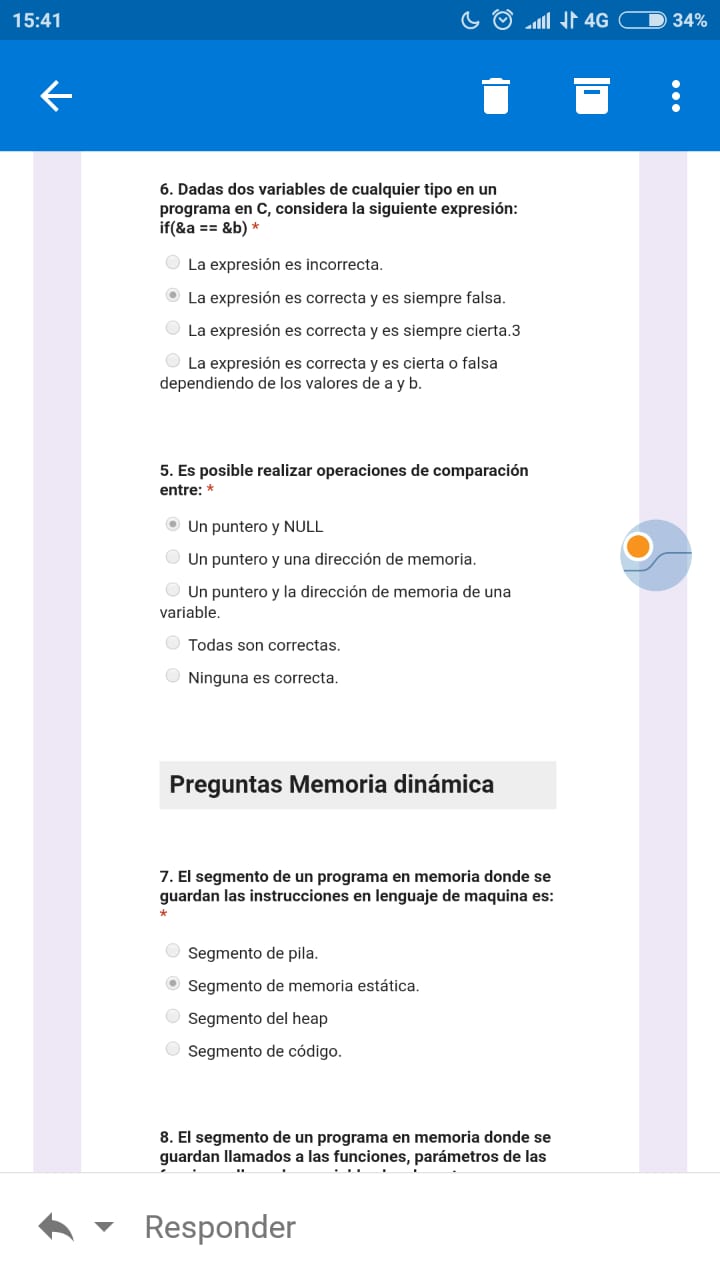 15:41
4G
34%
6. Dadas dos variables de cualquier tipo en un
programa en C, considera la siguiente expresión:
if(&a == &b) *
La expresión es incorrecta.
La expresión es correcta y es siempre falsa.
La expresión es correcta y es siempre cierta.3
La expresión es correcta y es cierta o falsa
dependiendo de los valores de a y b.
5. Es posible realizar operaciones de comparación
entre: *
Un puntero y NULL
Un puntero y una dirección de memoria.
Un puntero y la dirección de memoria de una
variable.
Todas son correctas.
Ninguna es correcta.
Preguntas Memoria dinámica
7. El segmento de un programa en memoria donde se
guardan las instrucciones en lenguaje de maquina es:
*
Segmento de pila.
Segmento de memoria estática.
Segmento del heap
Segmento de código.
8. El segmento de un programa en memoria donde se
guardan llamados a las funciones, parámetros de las
Responder